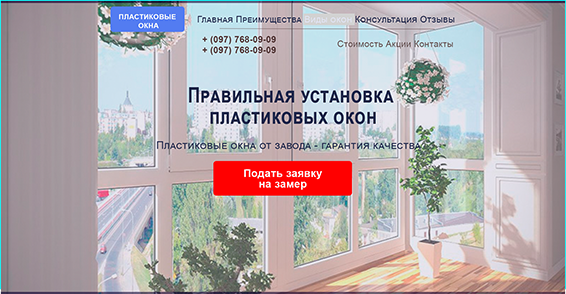 ПЛАСТИКОВЫЕ
ОКНА
Главная Преимущества Виды окон Консультация Отзывы
+ (097) 768-09-09
+ (097) 768-09-09
Стоимость Акции Контакты
Правильная установка
пластиковых окон
Пластиковые окна от завода - гарантия качества
Подать заявку
на замер